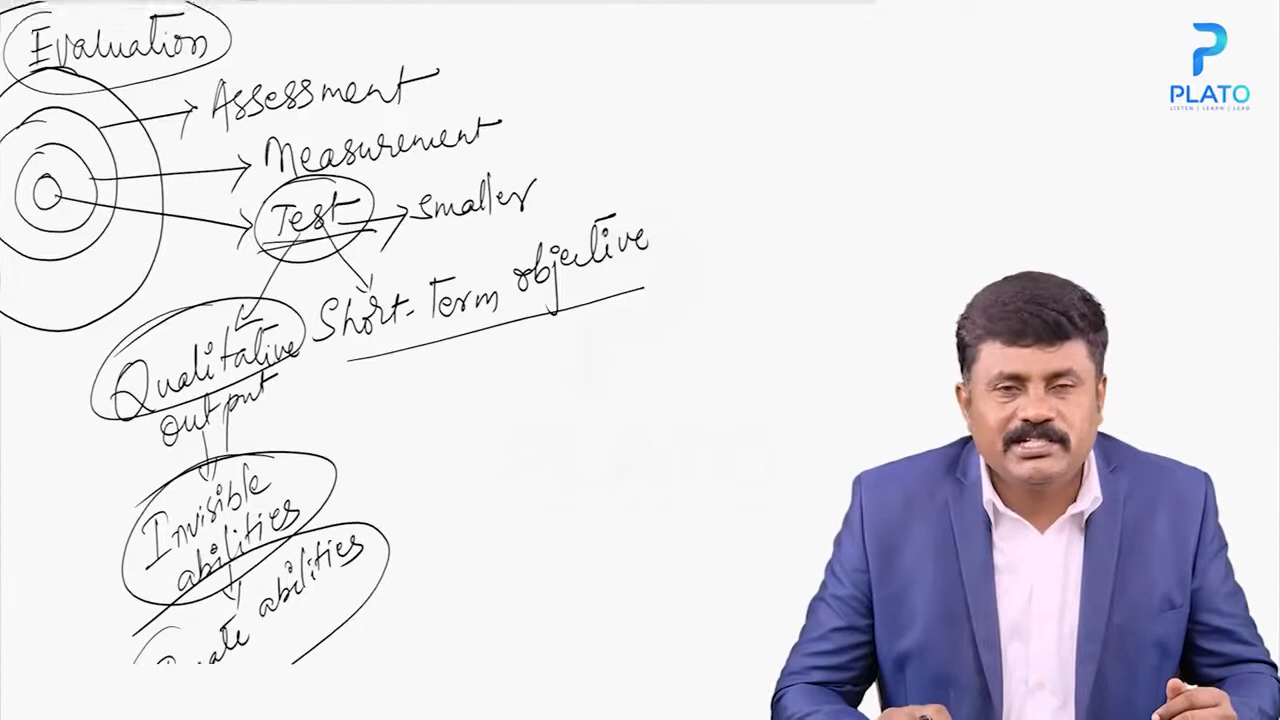 Evaluation
Assessment
Measurement
Test
Smaller
Short-Term objective
Qualitative
output
Invisible
abilities
abilities
PLATO
LISTEN | LEARN | LEAD